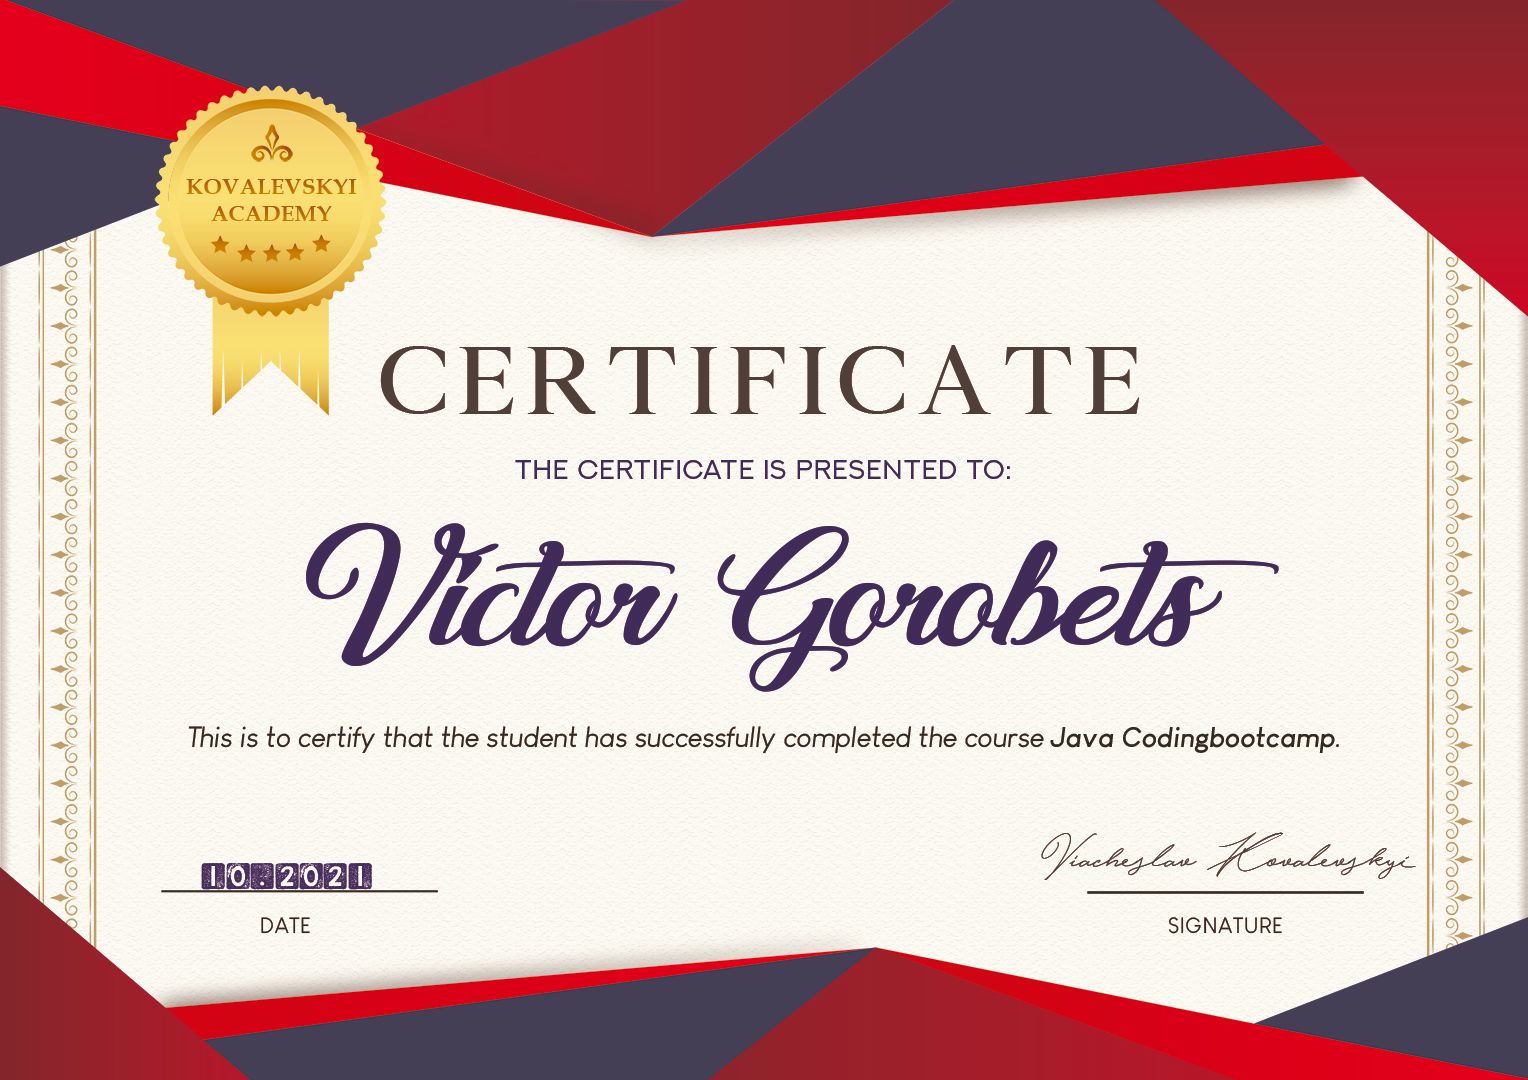 KOVALEVSKYI
ACADEMY
CERTIFICATE
THE CERTIFICATE IS PRESENTED TO:
Victor Gorobets
This is to certify that the student has successfully completed the course Java Codingbootcamp.
10.2021
DATE
Viacheslav Kovalevskyi
SIGNATURE